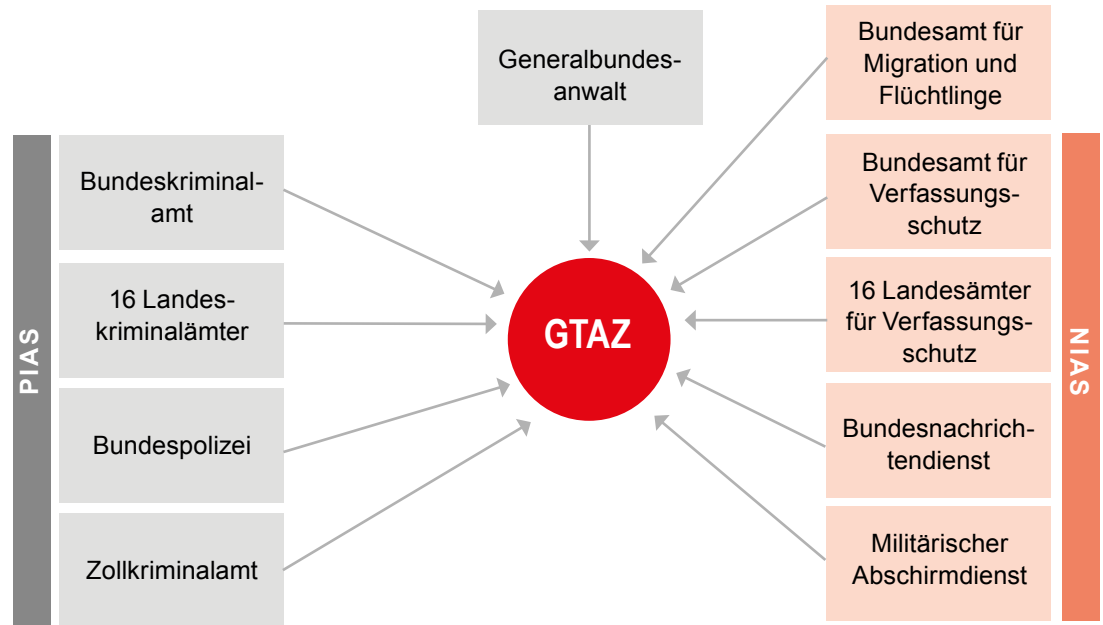 Generalbundes-
anwalt
Bundesamt für
Migration und
Flüchtlinge
PIAS
Bundeskriminal-
amt
16 Landes-
kriminalämter
Bundespolizei
Zollkriminalamt
GTAZ
Bundesamt für
Verfassungs-
schutz
16 Landesämter
für Verfassungs-
schutz
Bundesnachrich-
tendienst
Militärischer
Abschirmdienst
NIAS